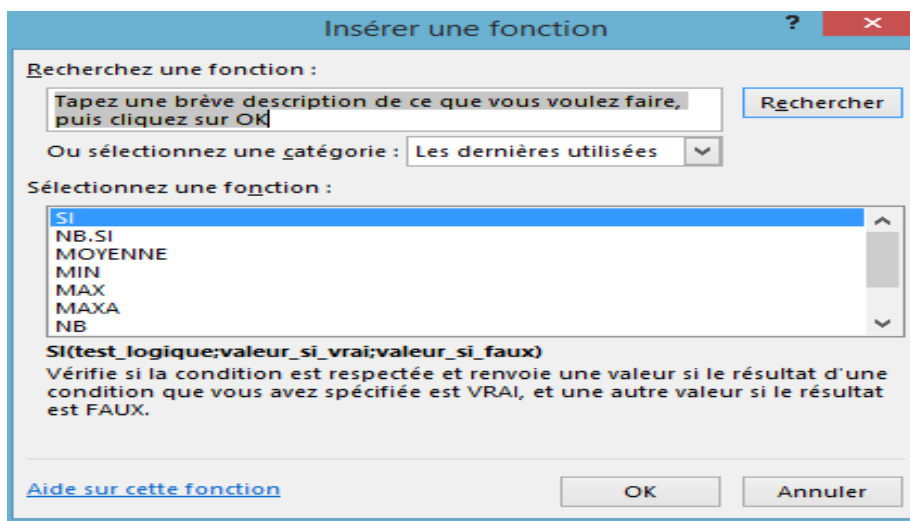 Insérer une fonction
?
Recherchez une fonction :
Tapez une brève description de ce que vous voulez faire,
puis cliquez sur OK
Rechercher
Ou sélectionnez une catégorie : Les dernières utilisées
Sélectionnez une fonction :
SI
NB.SI
MOYENNE
MIN
MAX
MAXA
NB
SI(test_logique;valeur_si_vrai;valeur_si_faux)
Vérifie si la condition est respectée et renvoie une valeur si le résultat d'une
condition que vous avez spécifiée est VRAI, et une autre valeur si le résultat
est FAUX.
Aide sur cette fonction
OK
Annuler